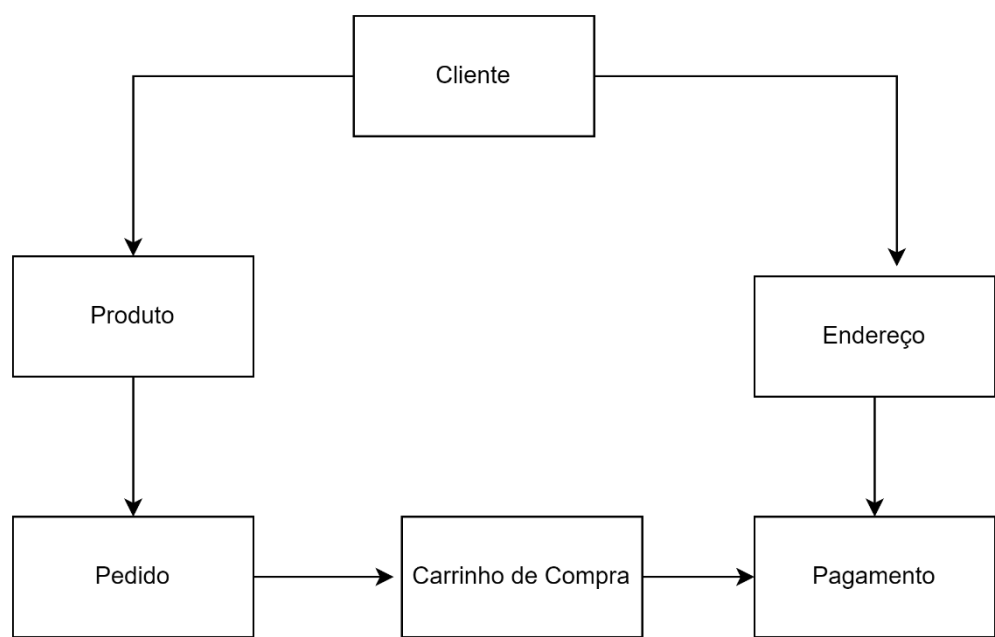 Cliente
Produto
Endereço
Pedido
Carrinho de Compra
Pagamento